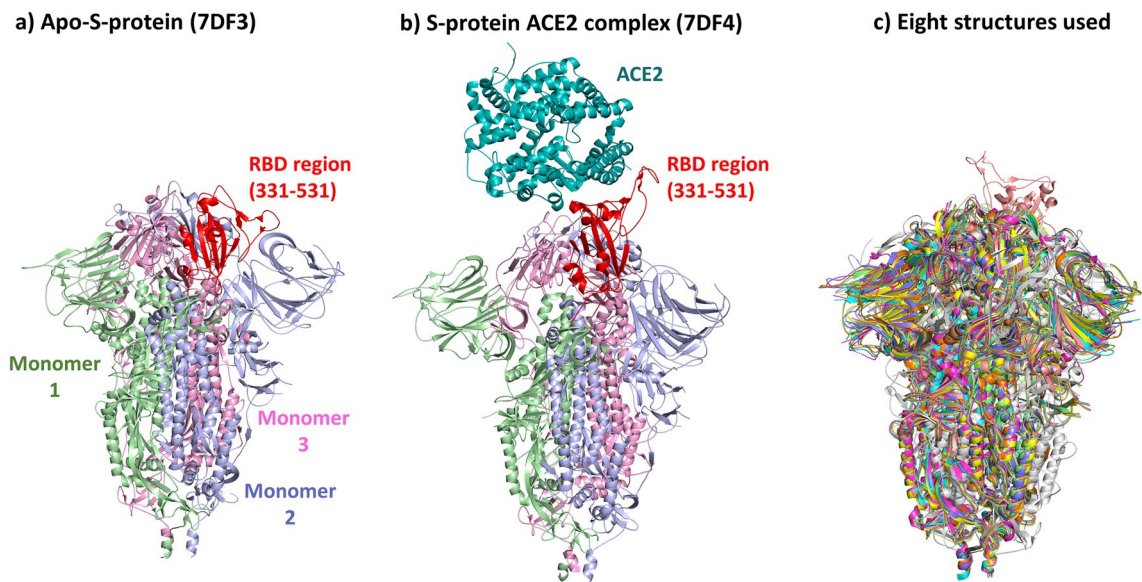 a) Apo-S-protein (7DF3)
RBD region
(331-531)
Monomer
1
Monomer
3
Monomer
2
b) S-protein ACE2 complex (7DF4)
ACE2
RBD region
(331-531)
c) Eight structures used